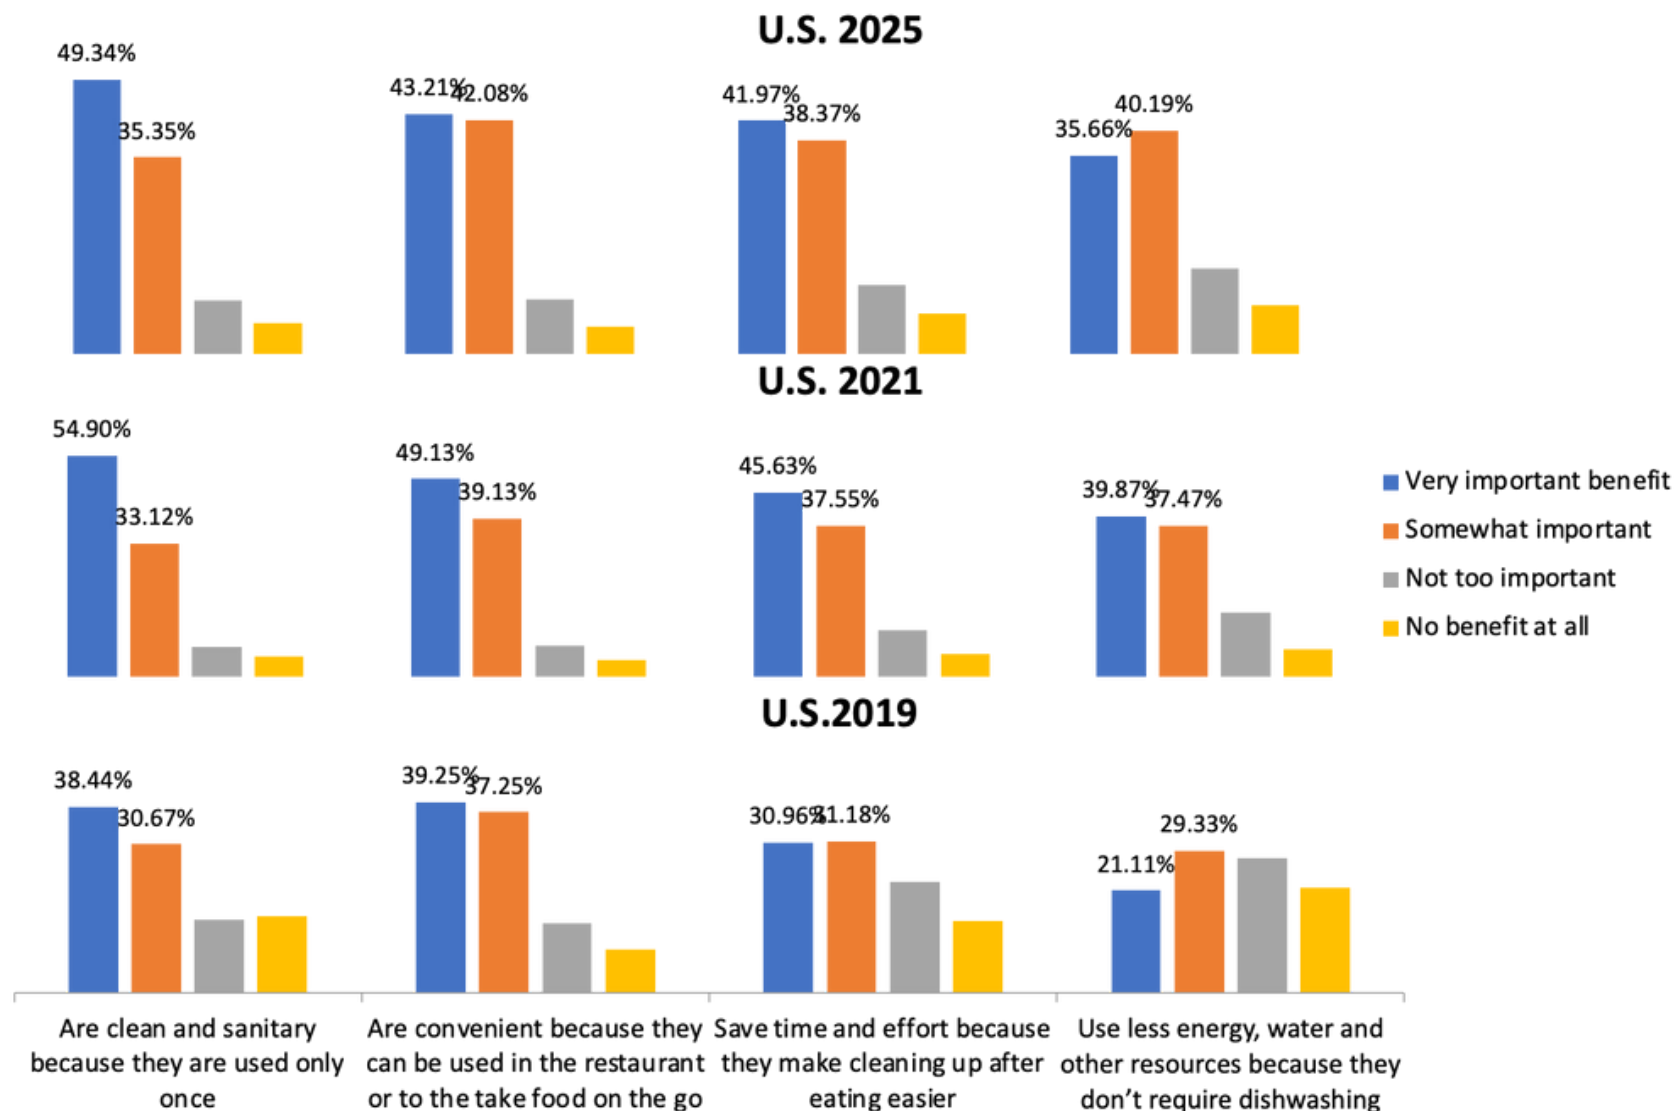 U.S. 2025
49.34%
35.35%
43.21%
42.08%
41.97%
38.37%
35.66%
40.19%
U.S. 2021
54.90%
33.12%
49.13%
39.13%
45.63%
37.55%
39.87%
37.47%
Very important benefit
Somewhat important
Not too important
No benefit at all
U.S.2019
38.44%
30.67%
39.25%
37.25%
30.96%
31.18%
21.11%
29.33%
Are clean and sanitary
because they are used only
once
Are convenient because they
can be used in the restaurant
or to the take food on the go
Save time and effort because
they make cleaning up after
eating easier
Use less energy, water and
other resources because they
don’t require dishwashing